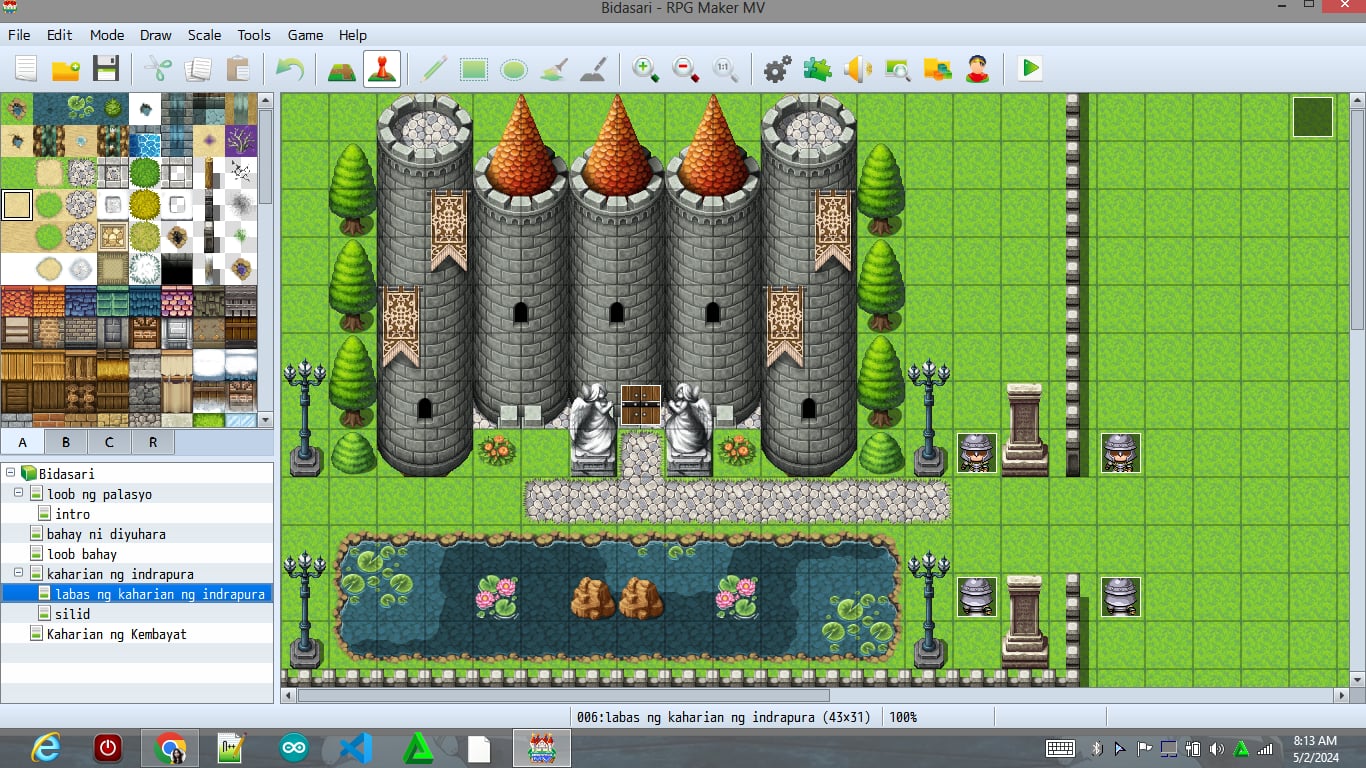 Bidasari - RPG Maker MV
File Edit Mode Draw Scale Tools Game Help
1:1
A B C R
Bidasari
loob ng palasyo
intro
bahay ni diyuhara
loob bahay
kaharian ng indrapura
labas ng kaharian ng indrapura
silid
Kaharian ng Kembayat
006:labas ng kaharian ng indrapura (43x31) 100%
8:13 AM
5/2/2024